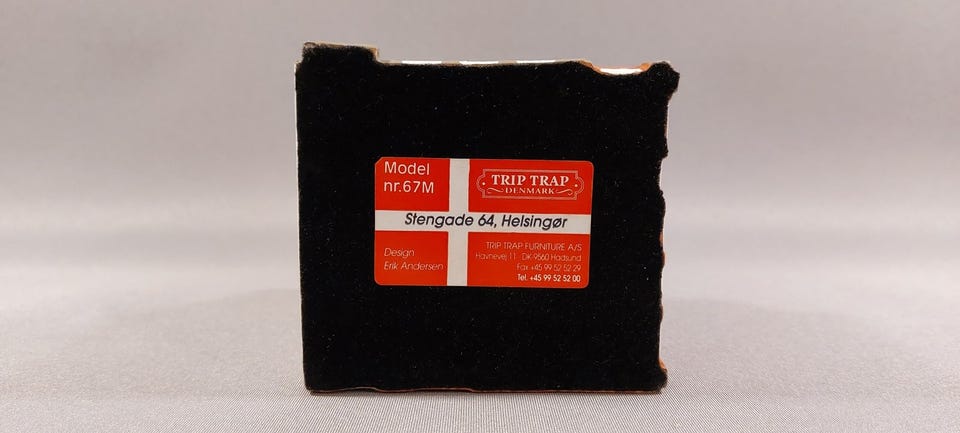 Model
nr.67M
TRIP TRAP
DENMARK
Stengade 64, Helsingør
Design
Erik Andersen
TRIP TRAP FURNITURE A/S
Havnevej 11 DK-9560 Hadsund
Fax +45 99 52 52 29
Tel. +45 99 52 52 00